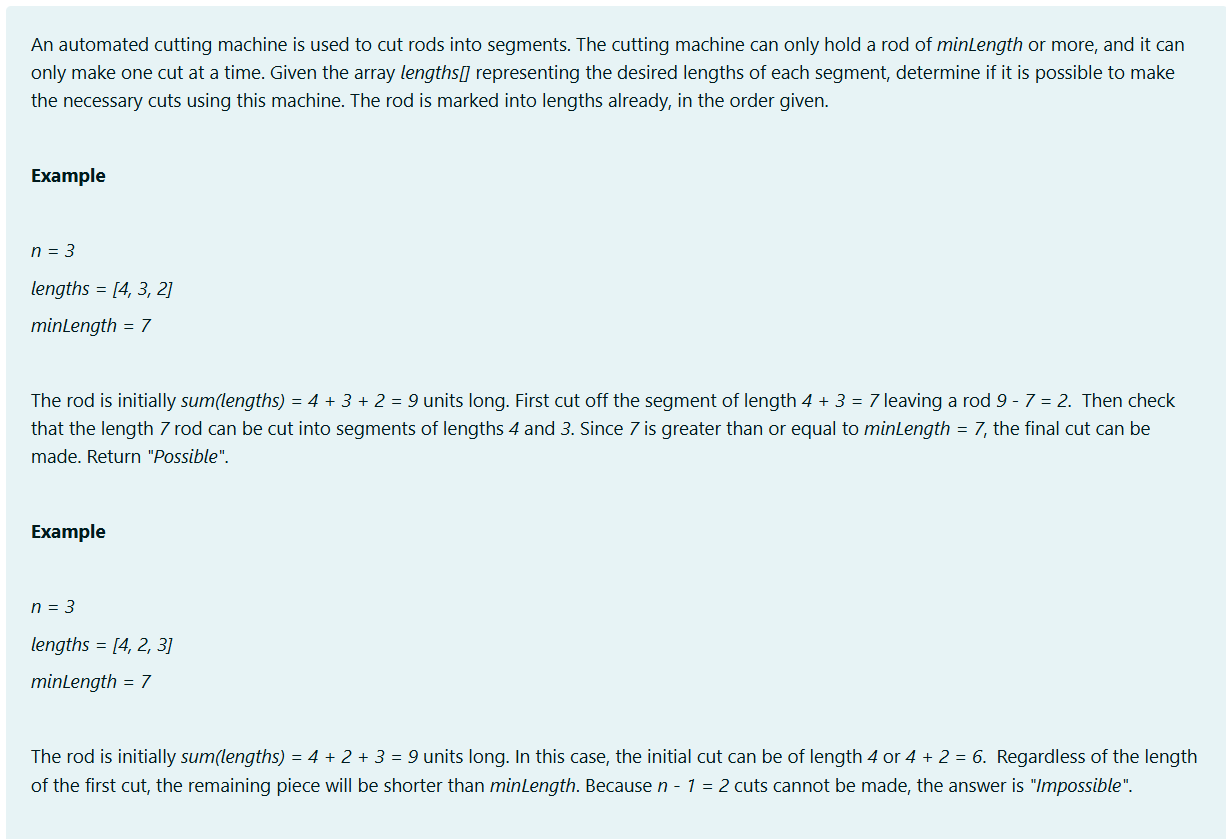 An automated cutting machine is used to cut rods into segments. The cutting machine can only hold a rod of minLength or more, and it can
only make one cut at a time. Given the array lengths[] representing the desired lengths of each segment, determine if it is possible to make
the necessary cuts using this machine. The rod is marked into lengths already, in the order given.
Example
n = 3
lengths = [4, 3, 2]
minLength = 7
The rod is initially sum(lengths) = 4 + 3 + 2 = 9 units long. First cut off the segment of length 4 + 3 = 7 leaving a rod 9 - 7 = 2. Then check
that the length 7 rod can be cut into segments of lengths 4 and 3. Since 7 is greater than or equal to minLength = 7, the final cut can be
made. Return "Possible".
Example
n = 3
lengths = [4, 2, 3]
minLength = 7
The rod is initially sum(lengths) = 4 + 2 + 3 = 9 units long. In this case, the initial cut can be of length 4 or 4 + 2 = 6. Regardless of the length
of the first cut, the remaining piece will be shorter than minLength. Because n - 1 = 2 cuts cannot be made, the answer is "Impossible".